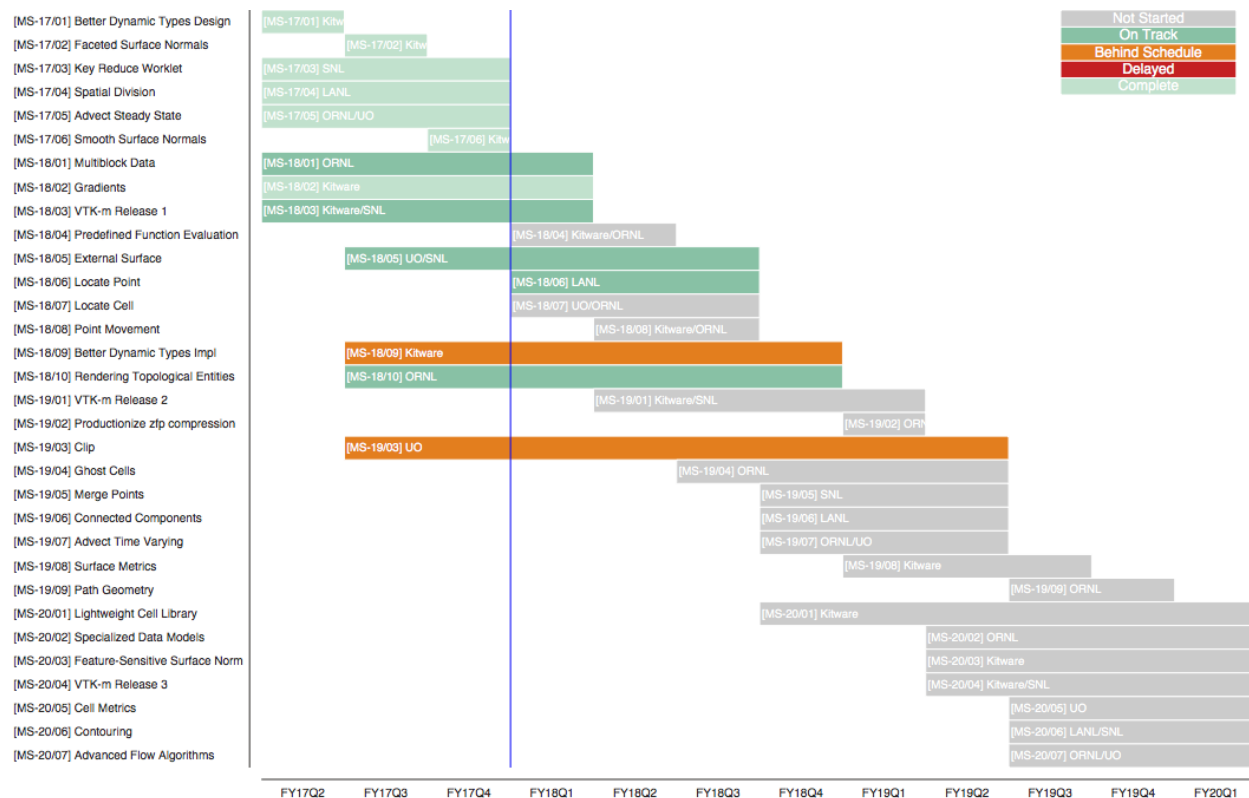 [MS-17/01] Better Dynamic Types Design [MS-17/01] Kitw Not Started
[MS-17/02] Faceted Surface Normals [MS-17/02] Kitw On Track
Behind Schedule
[MS-17/03] Key Reduce Worklet [MS-17/03] SNL Delayed
[MS-17/04] Spatial Division [MS-17/04] LANL Complete
[MS-17/05] Advect Steady State [MS-17/05] ORNL/UO
[MS-17/06] Smooth Surface Normals [MS-17/06] Kitw
[MS-18/01] Multiblock Data [MS-18/01] ORNL
[MS-18/02] Gradients [MS-18/02] Kitware
[MS-18/03] VTK-m Release 1 [MS-18/03] Kitware/SNL
[MS-18/04] Predefined Function Evaluation [MS-18/04] Kitware/ORNL
[MS-18/05] External Surface [MS-18/05] UO/SNL
[MS-18/06] Locate Point [MS-18/06] LANL
[MS-18/07] Locate Cell [MS-18/07] UO/ORNL
[MS-18/08] Point Movement [MS-18/08] Kitware/ORNL
[MS-18/09] Better Dynamic Types Impl [MS-18/09] Kitware
[MS-18/10] Rendering Topological Entities [MS-18/10] ORNL
[MS-19/01] VTK-m Release 2 [MS-19/01] Kitware/SNL
[MS-19/02] Productionize zfp compression [MS-19/02] ORN
[MS-19/03] Clip [MS-19/03] UO
[MS-19/04] Ghost Cells [MS-19/04] ORNL
[MS-19/05] Merge Points [MS-19/05] SNL
[MS-19/06] Connected Components [MS-19/06] LANL
[MS-19/07] Advect Time Varying [MS-19/07] ORNL/UO
[MS-19/08] Surface Metrics [MS-19/08] Kitware
[MS-19/09] Path Geometry [MS-19/09] ORNL
[MS-20/01] Lightweight Cell Library [MS-20/01] Kitware
[MS-20/02] Specialized Data Models [MS-20/02] ORNL
[MS-20/03] Feature-Sensitive Surface Norm [MS-20/03] Kitware
[MS-20/04] VTK-m Release 3 [MS-20/04] Kitware/SNL
[MS-20/05] Cell Metrics [MS-20/05] UO
[MS-20/06] Contouring [MS-20/06] LANL/SNL
[MS-20/07] Advanced Flow Algorithms [MS-20/07] ORNL/UO
FY17Q2 FY17Q3 FY17Q4 FY18Q1 FY18Q2 FY18Q3 FY18Q4 FY19Q1 FY19Q2 FY19Q3 FY19Q4 FY20Q1